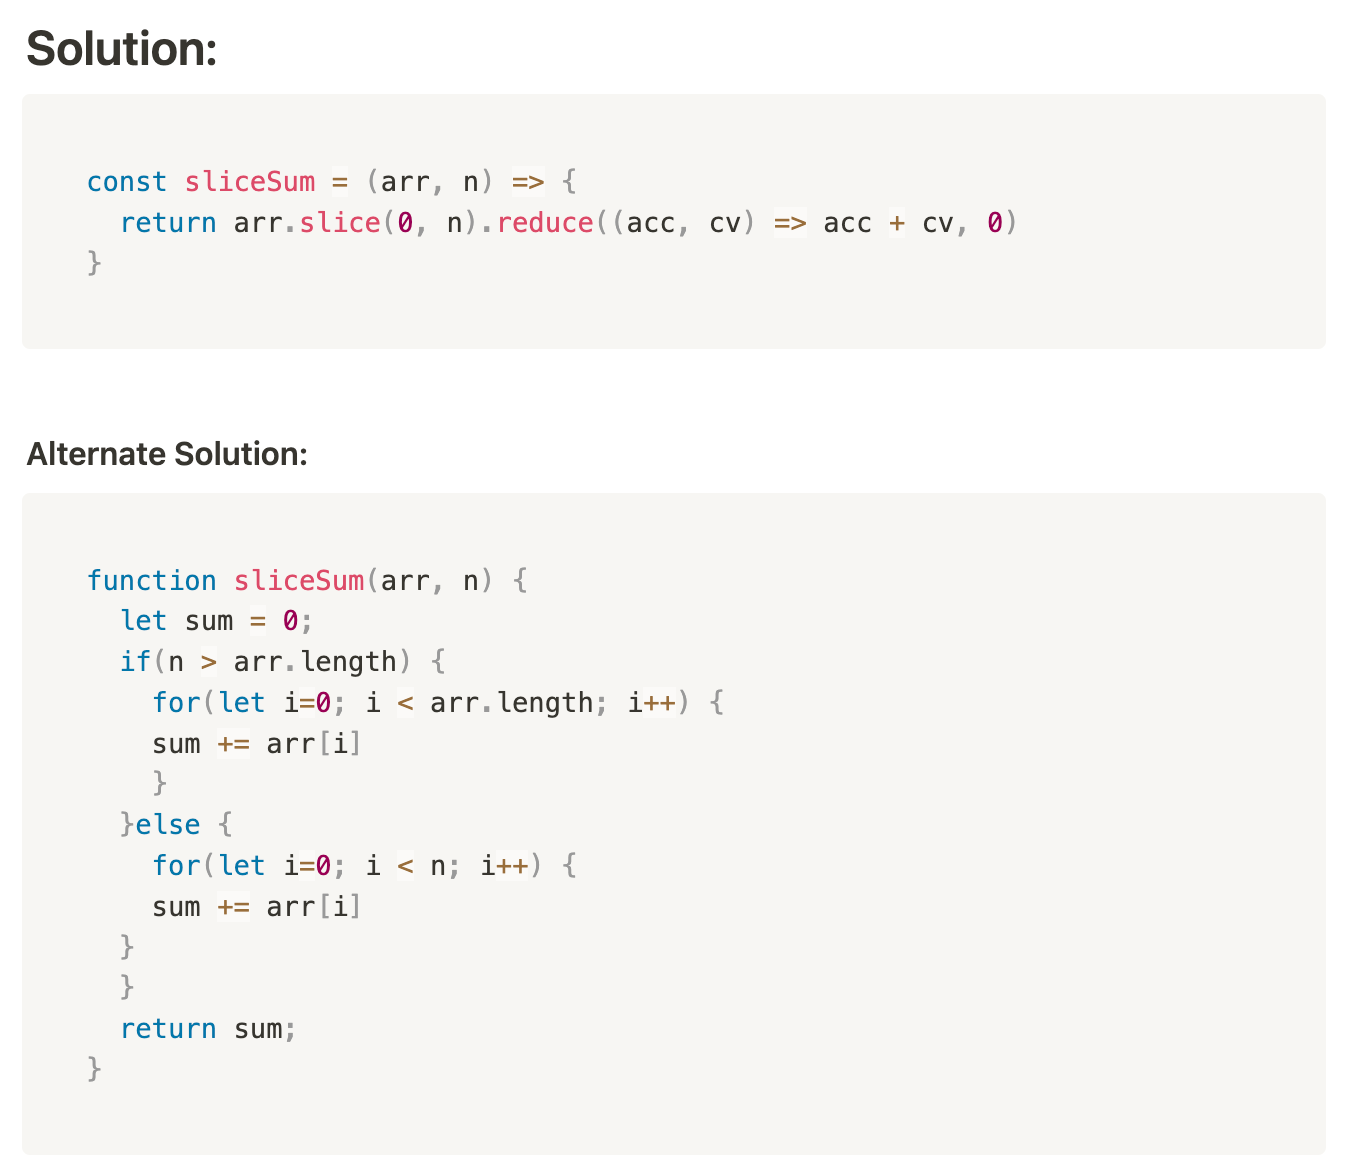 Solution:
const sliceSum = (arr, n) => {
  return arr.slice(0, n).reduce((acc, cv) => acc + cv, 0)
}
Alternate Solution:
function sliceSum(arr, n) {
  let sum = 0;
  if(n > arr.length) {
    for(let i=0; i < arr.length; i++) {
    sum += arr[i]
    }
  }else {
    for(let i=0; i < n; i++) {
    sum += arr[i]
  }
  }
  return sum;
}